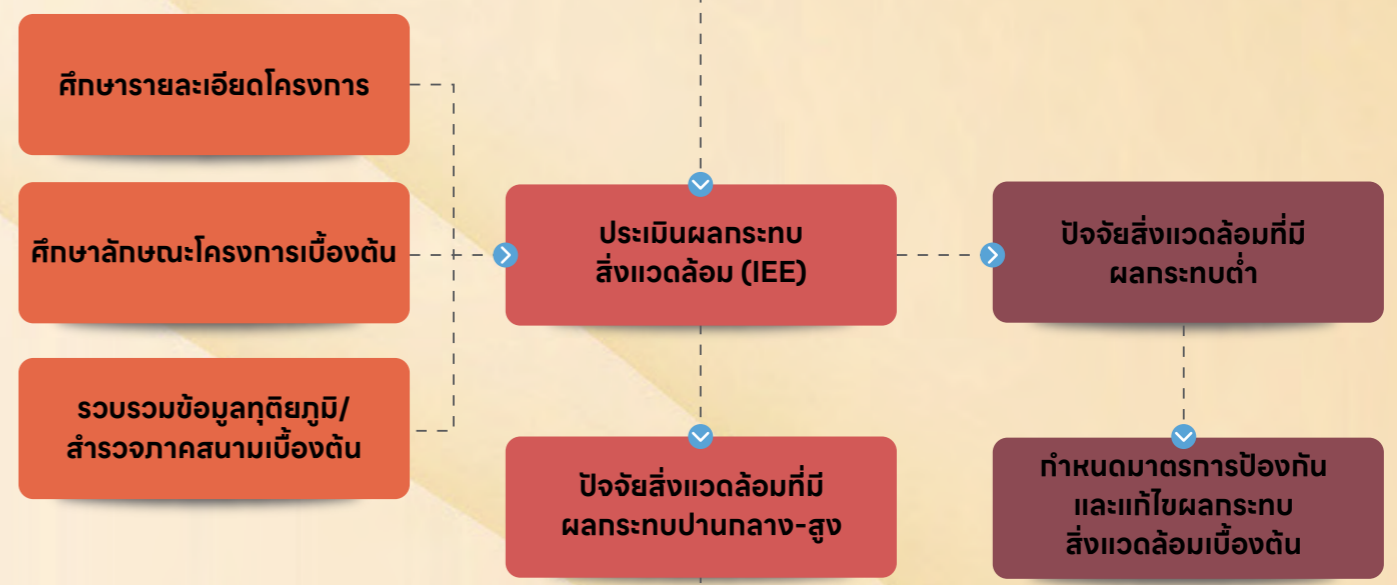 ศึกษารายละเอียดโครงการ
ศึกษาลักษณะโครงการเบื้องต้น
รวบรวมข้อมูลทุติยภูมิ/
สำรวจภาคสนามเบื้องต้น
ประเมินผลกระทบ
สิ่งแวดล้อม (IEE)
ปัจจัยสิ่งแวดล้อมที่มี
ผลกระทบต่ำ
ปัจจัยสิ่งแวดล้อมที่มี
ผลกระทบปานกลาง-สูง
กำหนดมาตรการป้องกัน
และแก้ไขผลกระทบ
สิ่งแวดล้อมเบื้องต้น